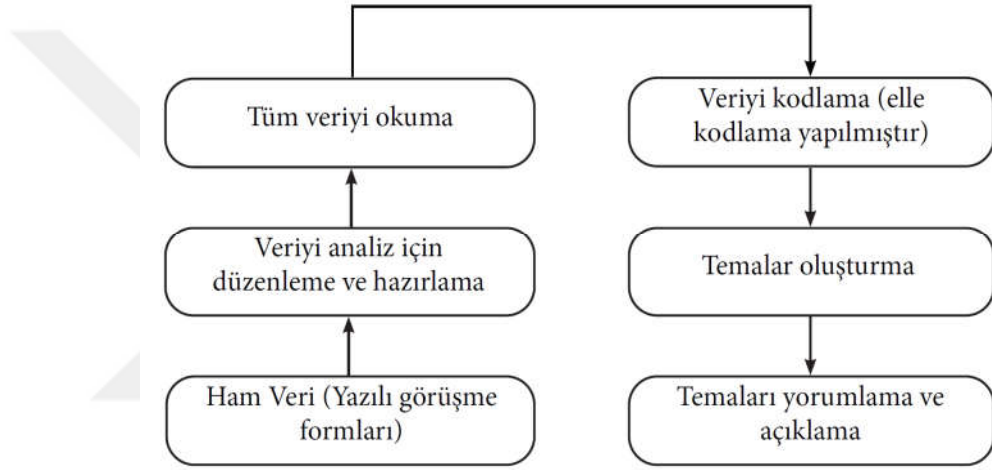 Tüm veriyi okuma
Veriyi kodlama (elle
kodlama yapılmıştır)
Veriyi analiz için
düzenleme ve hazırlama
Temalar oluşturma
Ham Veri (Yazılı görüşme
formları)
Temaları yorumlama ve
açıklama